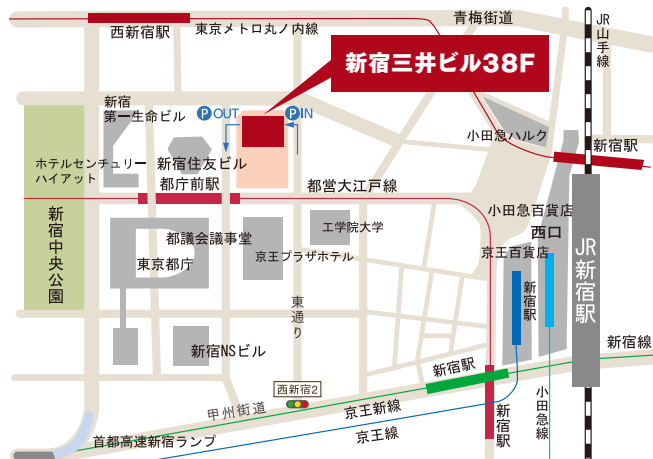 青梅街道
JR山手線
西新宿駅
東京メトロ丸ノ内線
新宿三井ビル38F
新宿
第一生命ビル
P OUT
P IN
小田急ハルク
新宿駅
ホテルセンチュリー
ハイアット
新宿住友ビル
都庁前駅
都営大江戸線
小田急百貨店
西口
新宿中央公園
都議会議事堂
工学院大学
京王百貨店
東京都庁
京王プラザホテル
JR新宿駅
新宿駅
東通り
新宿NSビル
新宿線
新宿駅
西新宿2
甲州街道
京王新線
新宿駅
小田急線
京王線
首都高速新宿ランプ